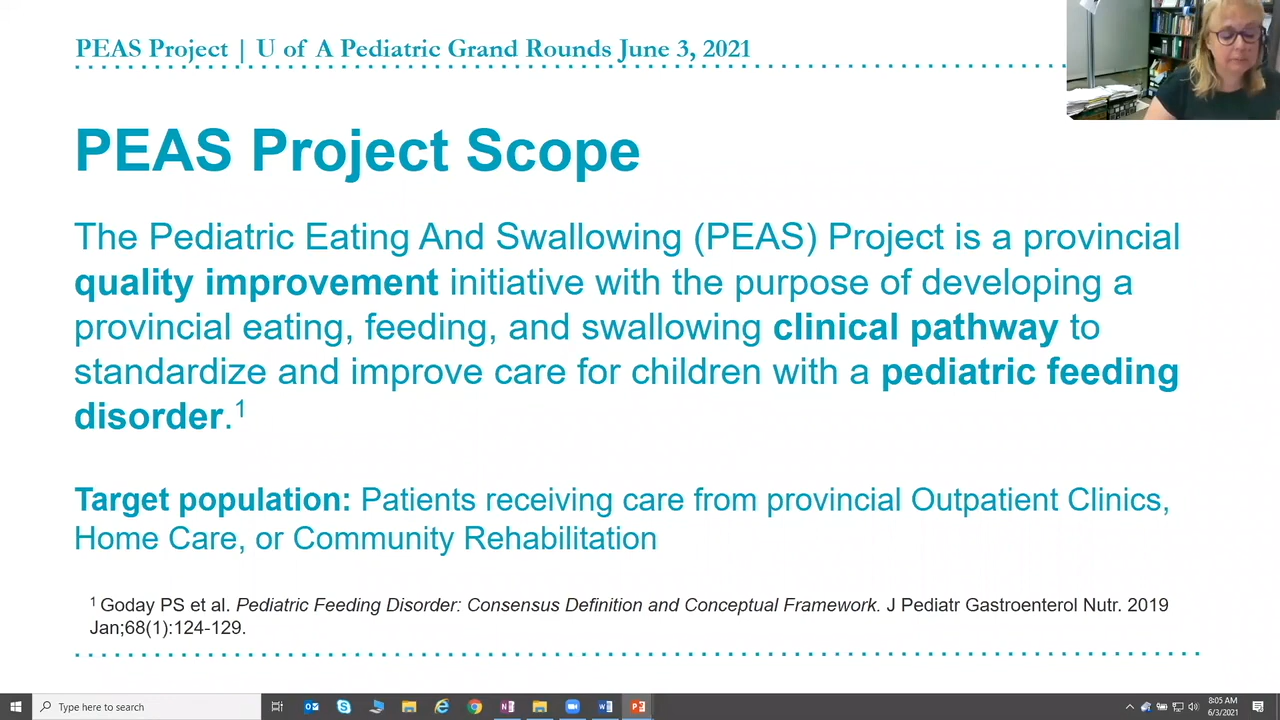 PEAS Project | U of A Pediatric Grand Rounds June 3, 2021
PEAS Project Scope
The Pediatric Eating And Swallowing (PEAS) Project is a provincial
quality improvement initiative with the purpose of developing a
provincial eating, feeding, and swallowing clinical pathway to
standardize and improve care for children with a pediatric feeding
disorder.1
Target population: Patients receiving care from provincial Outpatient Clinics,
Home Care, or Community Rehabilitation
1 Goday PS et al. Pediatric Feeding Disorder: Consensus Definition and Conceptual Framework. J Pediatr Gastroenterol Nutr. 2019
Jan;68(1):124-129.
Type here to search
8:05 AM
6/3/2021